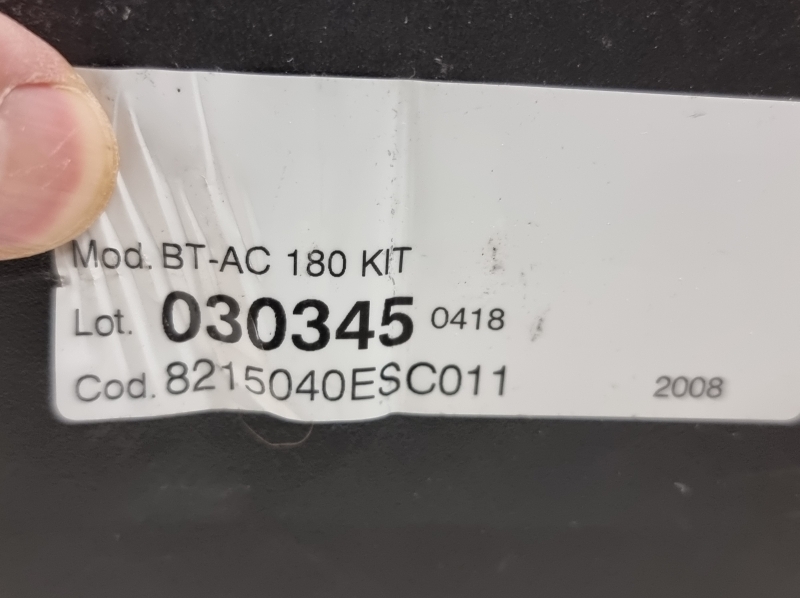 Mod. BT-AC 180 KIT
Lot. 030345 0418
Cod. 8215040ESC011 2008